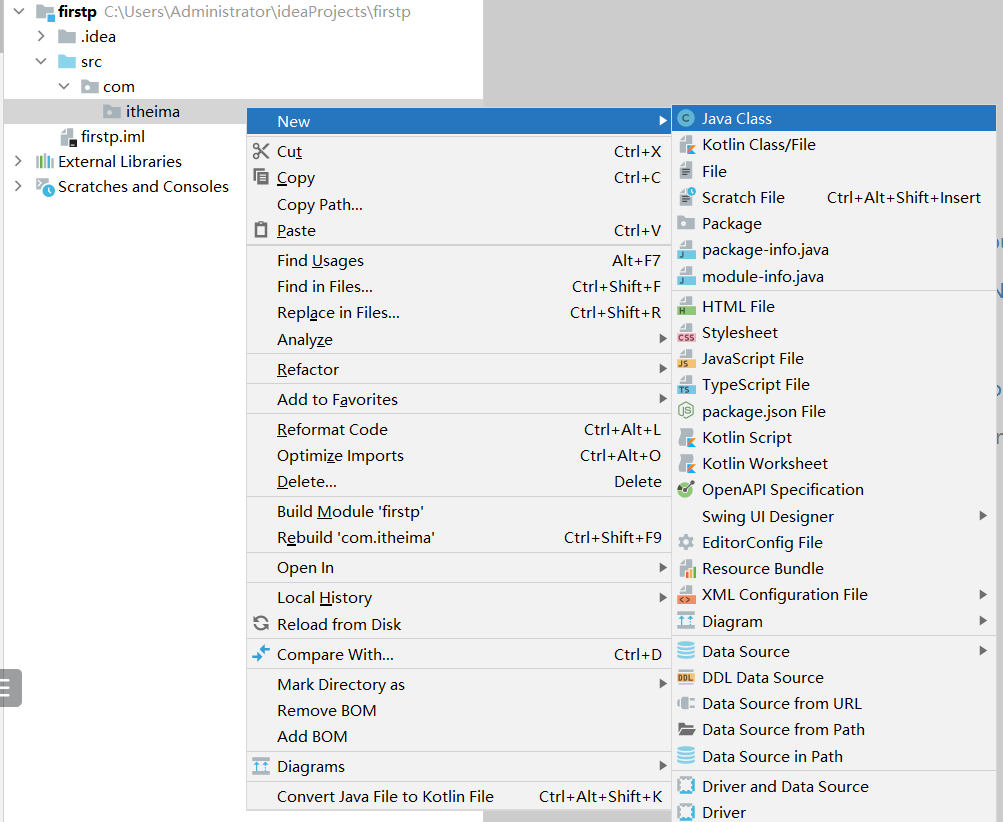 firstp C:\Users\Administrator\ideaProjects\firstp
.idea
src
com
itheima
firstp.iml
External Libraries
Scratches and Consoles
New
Cut Ctrl+X
Copy Ctrl+C
Copy Path...
Paste Ctrl+V
Find Usages Alt+F7
Find in Files... Ctrl+Shift+F
Replace in Files... Ctrl+Shift+R
Analyze
Refactor
Add to Favorites
Reformat Code Ctrl+Alt+L
Optimize Imports Ctrl+Alt+O
Delete... Delete
Build Module 'firstp'
Rebuild 'com.itheima' Ctrl+Shift+F9
Open In
Local History
Reload from Disk
Compare With... Ctrl+D
Mark Directory as
Remove BOM
Add BOM
Diagrams
Convert Java File to Kotlin File Ctrl+Alt+Shift+K
Java Class
Kotlin Class/File
File
Scratch File Ctrl+Alt+Shift+Insert
Package
package-info.java
module-info.java
HTML File
Stylesheet
JavaScript File
TypeScript File
package.json File
Kotlin Script
Kotlin Worksheet
OpenAPI Specification
Swing UI Designer
EditorConfig File
Resource Bundle
XML Configuration File
Diagram
Data Source
DDL Data Source
Data Source from URL
Data Source from Path
Data Source in Path
Driver and Data Source
Driver